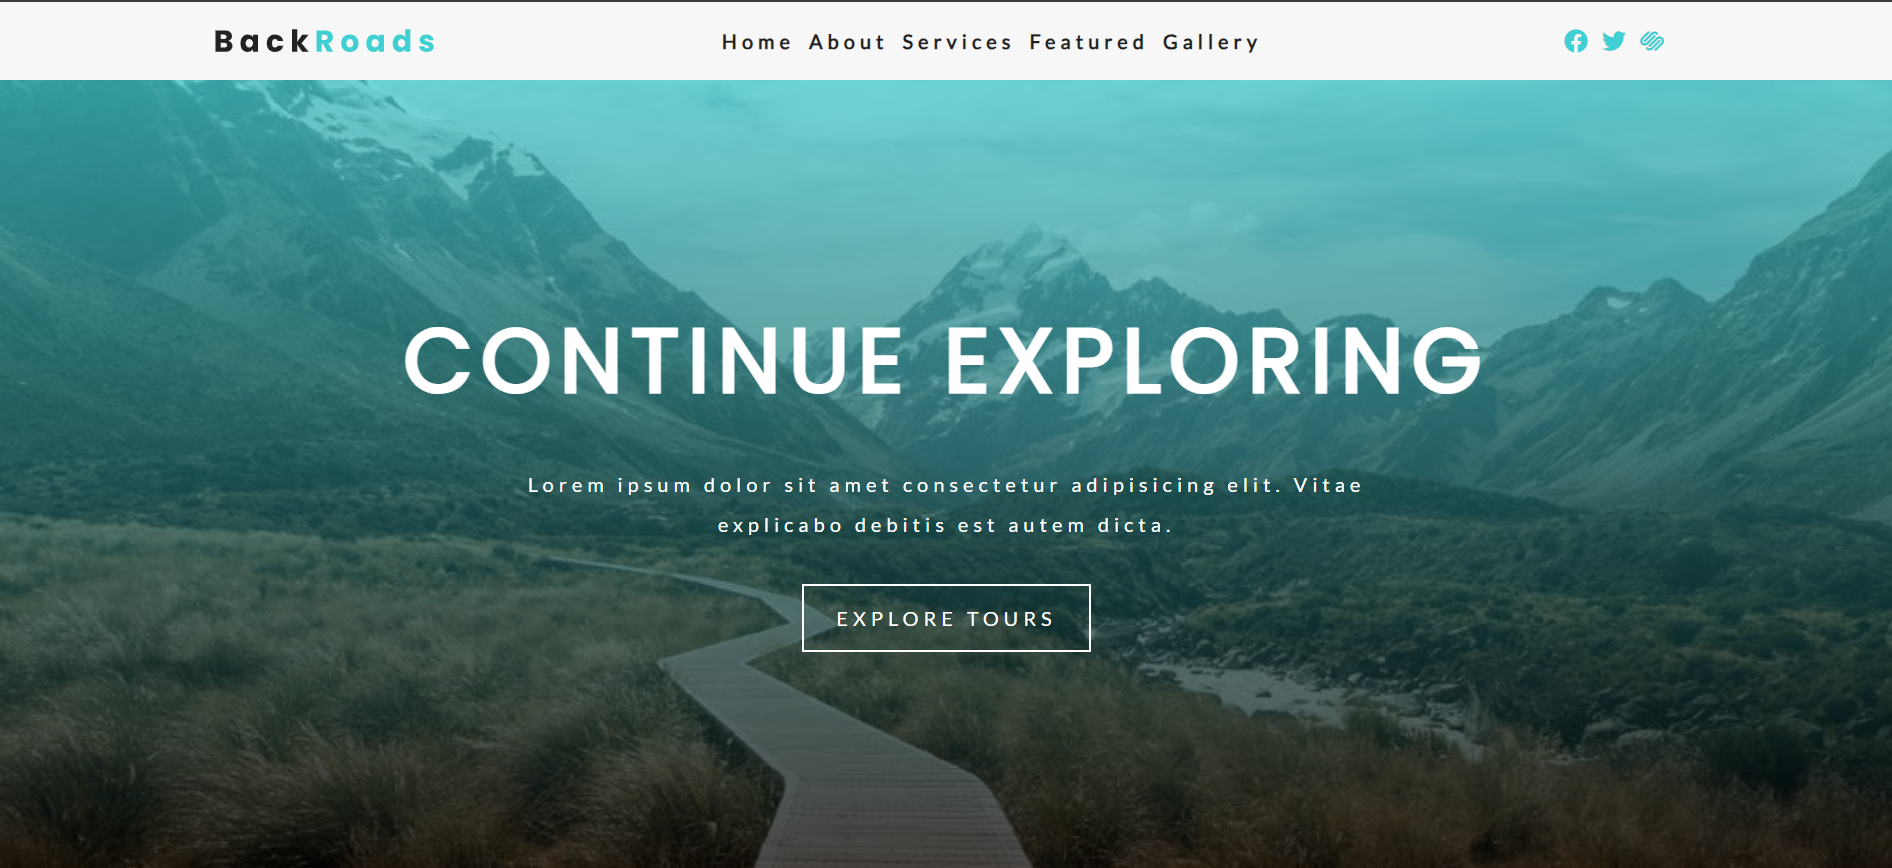 BackRoads
Home About Services Featured Gallery
CONTINUE EXPLORING
Lorem ipsum dolor sit amet consectetur adipisicing elit. Vitae
explicabo debitis est autem dicta.
EXPLORE TOURS